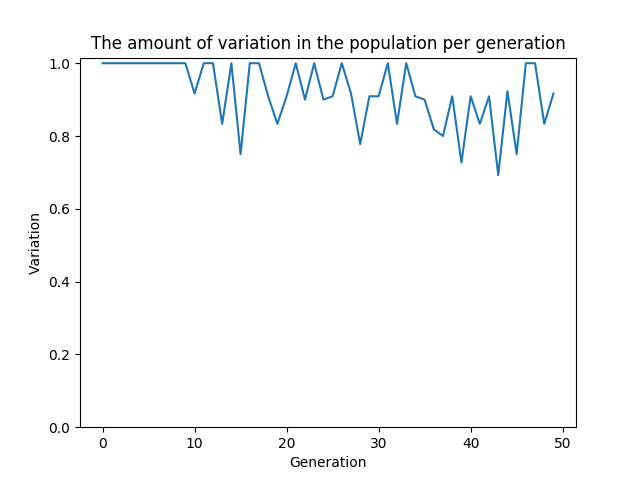 The amount of variation in the population per generation
1.0
0.8
0.6
0.4
0.2
0.0
Variation
0 10 20 30 40 50
Generation